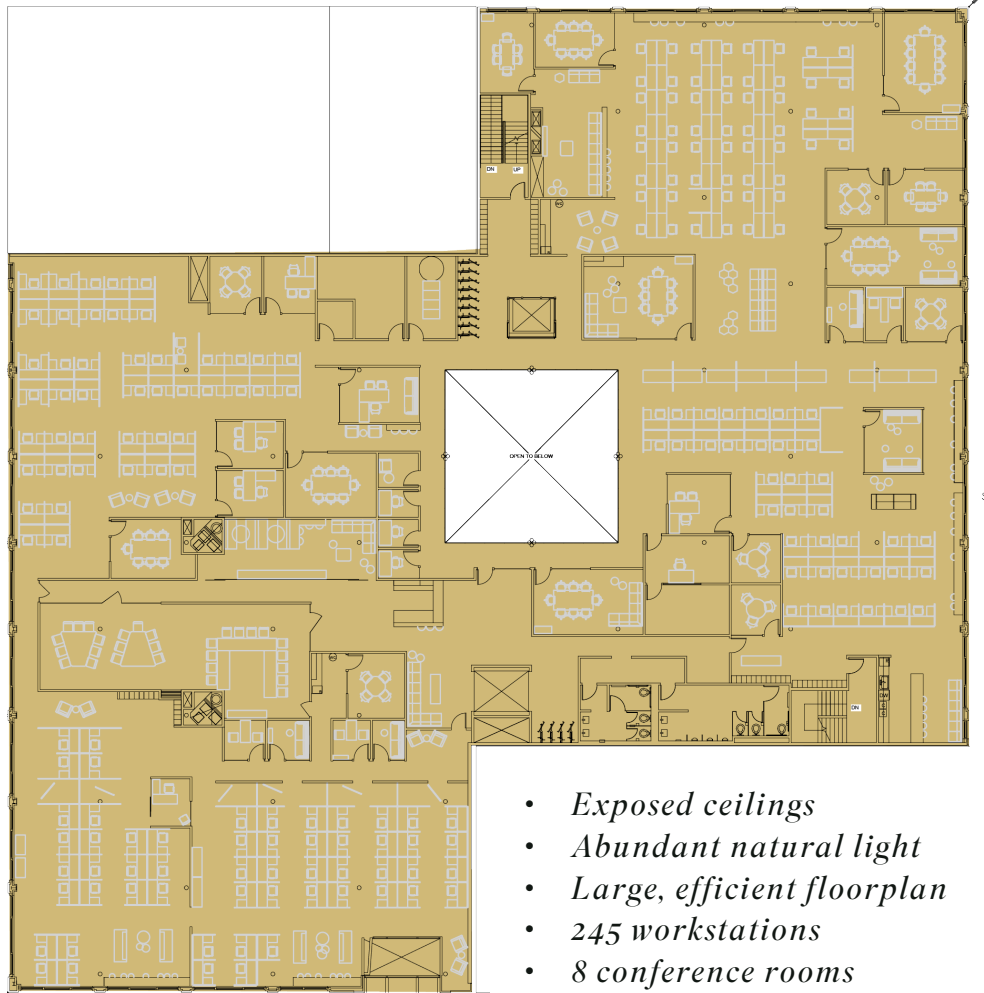 DN
UP
OPEN TO BELOW
DW
DN
• Exposed ceilings
• Abundant natural light
• Large, efficient floorplan
• 245 workstations
• 8 conference rooms